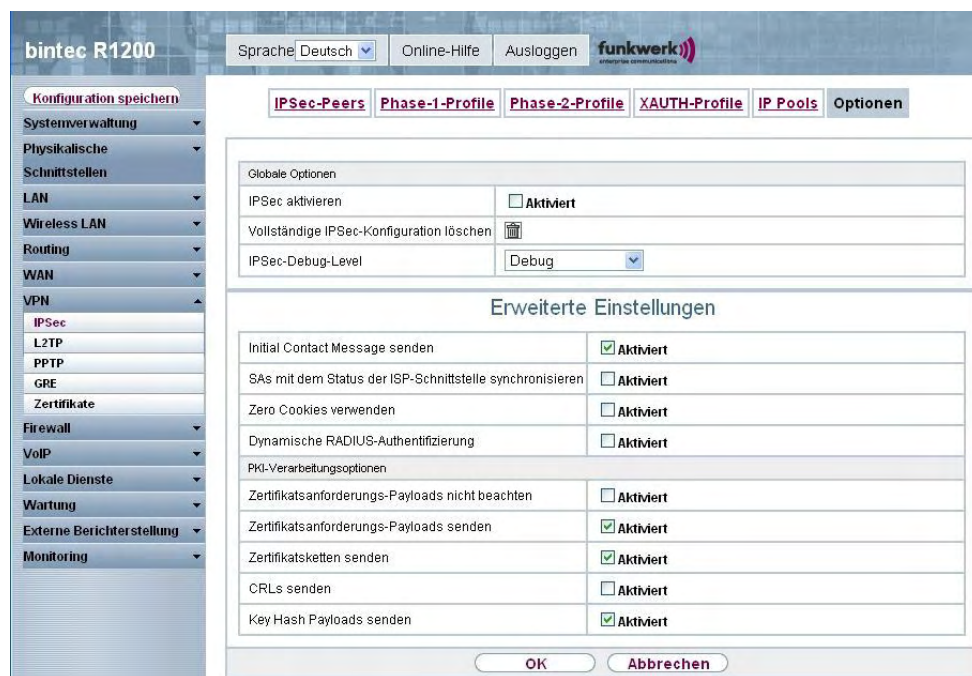 bintec R1200
Sprache Deutsch
Online-Hilfe
Ausloggen
funkwerk
enterprise communications
Konfiguration speichern
Systemverwaltung
Physikalische
Schnittstellen
LAN
Wireless LAN
Routing
WAN
VPN
IPSec
L2TP
PPTP
GRE
Zertifikate
Firewall
VoIP
Lokale Dienste
Wartung
Externe Berichterstellung
Monitoring
IPSec-Peers Phase-1-Profile Phase-2-Profile XAUTH-Profile IP Pools Optionen
Globale Optionen
IPSec aktivieren Aktiviert
Vollständige IPSec-Konfiguration löschen
IPSec-Debug-Level Debug
Erweiterte Einstellungen
Initial Contact Message senden Aktiviert
SAs mit dem Status der ISP-Schnittstelle synchronisieren Aktiviert
Zero Cookies verwenden Aktiviert
Dynamische RADIUS-Authentifizierung Aktiviert
PKI-Verarbeitungsoptionen
Zertifikatsanforderungs-Payloads nicht beachten Aktiviert
Zertifikatsanforderungs-Payloads senden Aktiviert
Zertifikatsketten senden Aktiviert
CRLs senden Aktiviert
Key Hash Payloads senden Aktiviert
OK Abbrechen